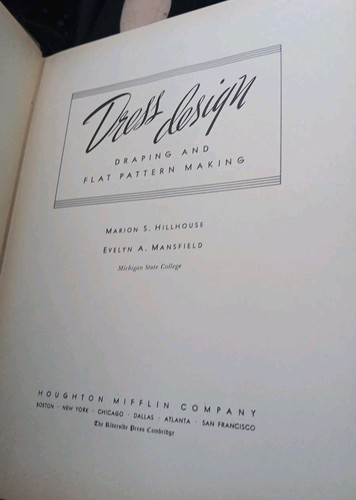 Dress design
DRAPING AND
FLAT PATTERN MAKING
MARION S. HILLHOUSE
EVELYN A. MANSFIELD
Michigan State College
HOUGHTON MIFFLIN COMPANY
BOSTON · NEW YORK · CHICAGO · DALLAS · ATLANTA · SAN FRANCISCO
The Riverside Press Cambridge